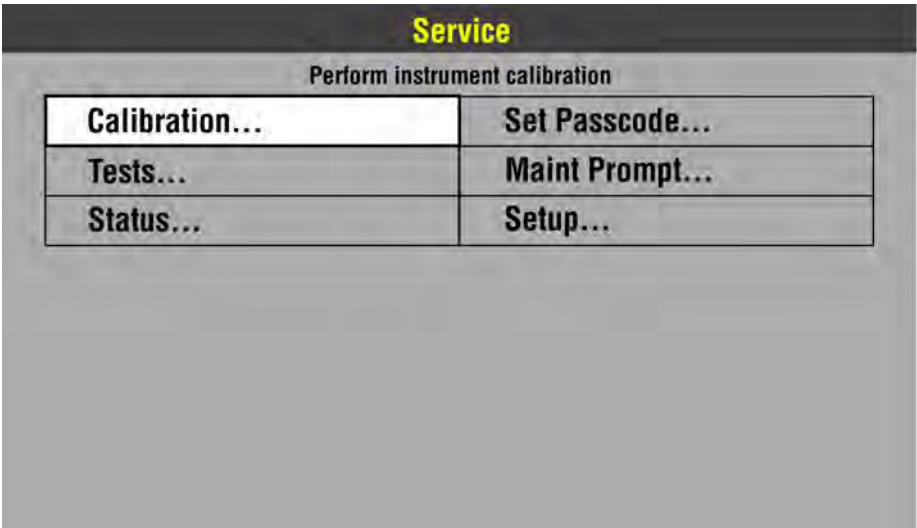 Service
Perform instrument calibration
Calibration...
Set Passcode...
Tests...
Maint Prompt...
Status...
Setup...